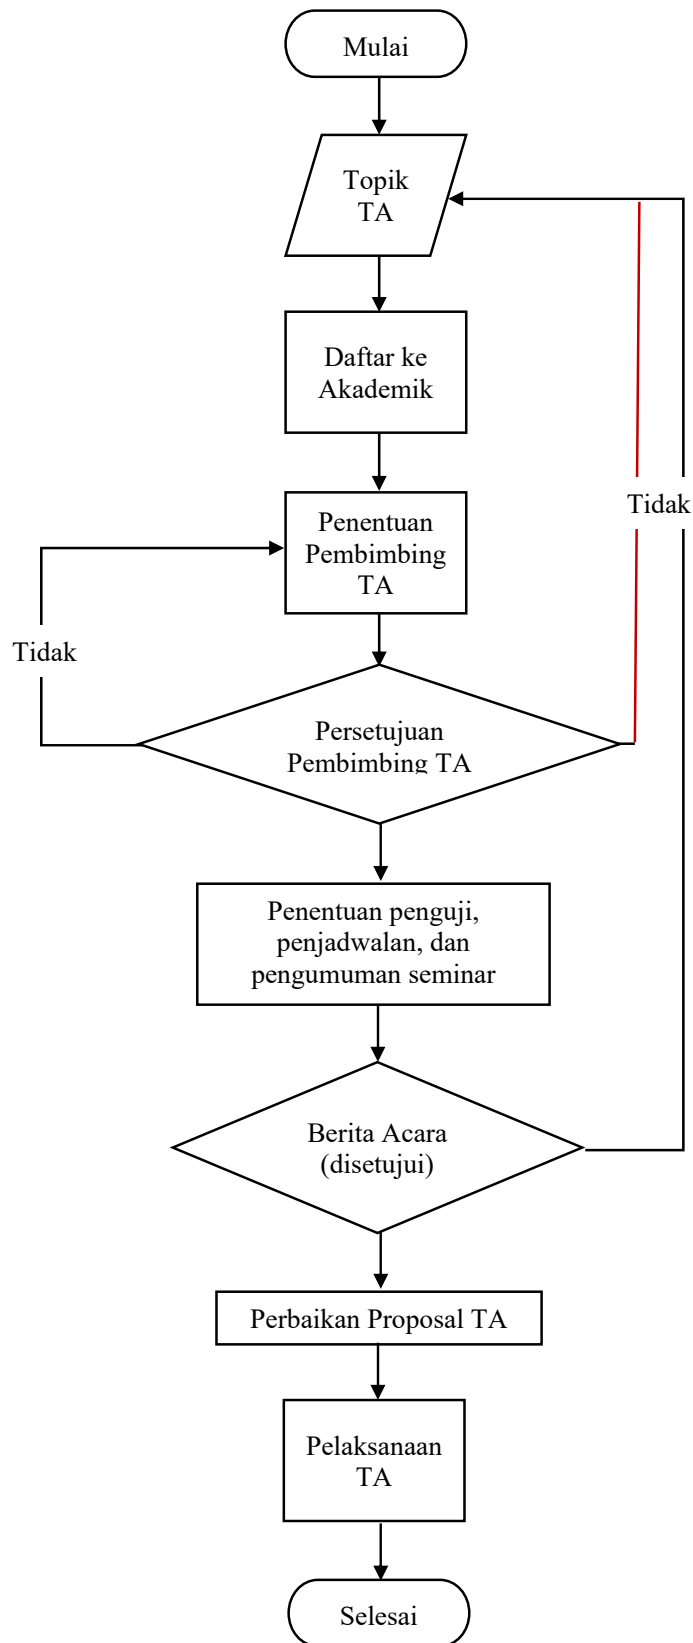 Mulai
Topik
TA
Daftar ke
Akademik
Penentuan
Pembimbing
TA
Tidak
Tidak
Persetujuan
Pembimbing TA
Penentuan penguji,
penjadwalan, dan
pengumuman seminar
Berita Acara
(disetujui)
Perbaikan Proposal TA
Pelaksanaan
TA
Selesai